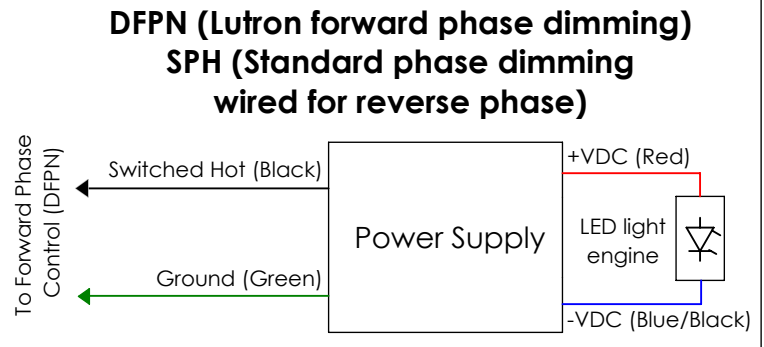 DFPN (Lutron forward phase dimming)
SPH (Standard phase dimming
wired for reverse phase)
To Forward Phase
Control (DFPN)
Switched Hot (Black)
Ground (Green)
Power Supply
+VDC (Red)
LED light
engine
-VDC (Blue/Black)